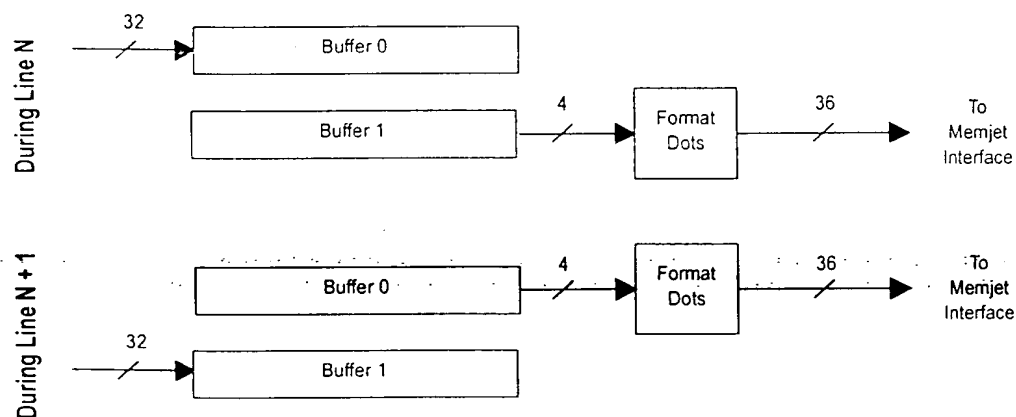 During Line N
32
Buffer 0
Buffer 1
4
Format
Dots
36
To
Memjet
Interface
During Line N + 1
Buffer 0
4
Format
Dots
36
To
Memjet
Interface
32
Buffer 1